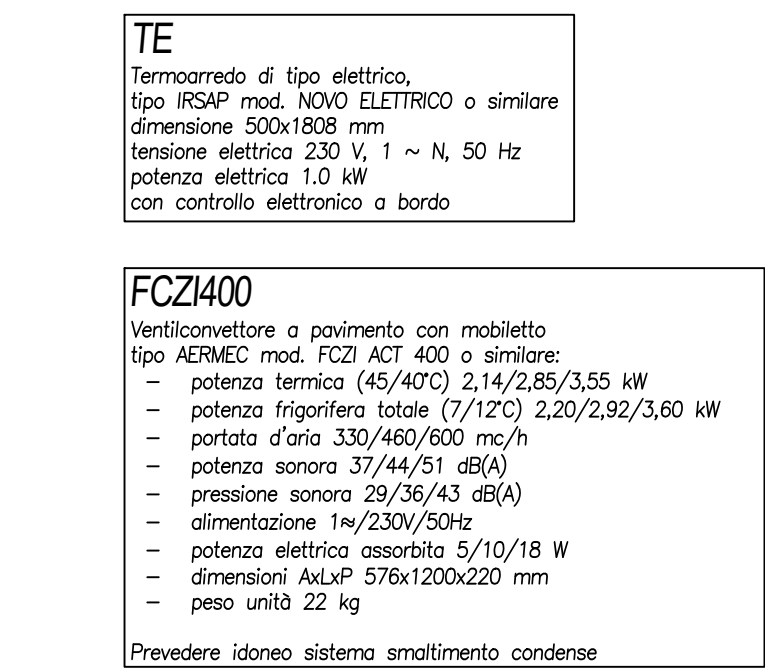 TE
Termoarredo di tipo elettrico,
tipo IRSAP mod. NOVO ELETTRICO o similare
dimensione 500x1808 mm
tensione elettrica 230 V, 1 ~ N, 50 Hz
potenza elettrica 1.0 kW
con controllo elettronico a bordo
FCZI400
Ventilconvettore a pavimento con mobiletto
tipo AERMEC mod. FCZI ACT 400 o similare:
– potenza termica (45/40°C) 2,14/2,85/3,55 kW
– potenza frigorifera totale (7/12°C) 2,20/2,92/3,60 kW
– portata d'aria 330/460/600 mc/h
– potenza sonora 37/44/51 dB(A)
– pressione sonora 29/36/43 dB(A)
– alimentazione 1≈/230V/50Hz
– potenza elettrica assorbita 5/10/18 W
– dimensioni AxLxP 576x1200x220 mm
– peso unità 22 kg
Prevedere idoneo sistema smaltimento condense